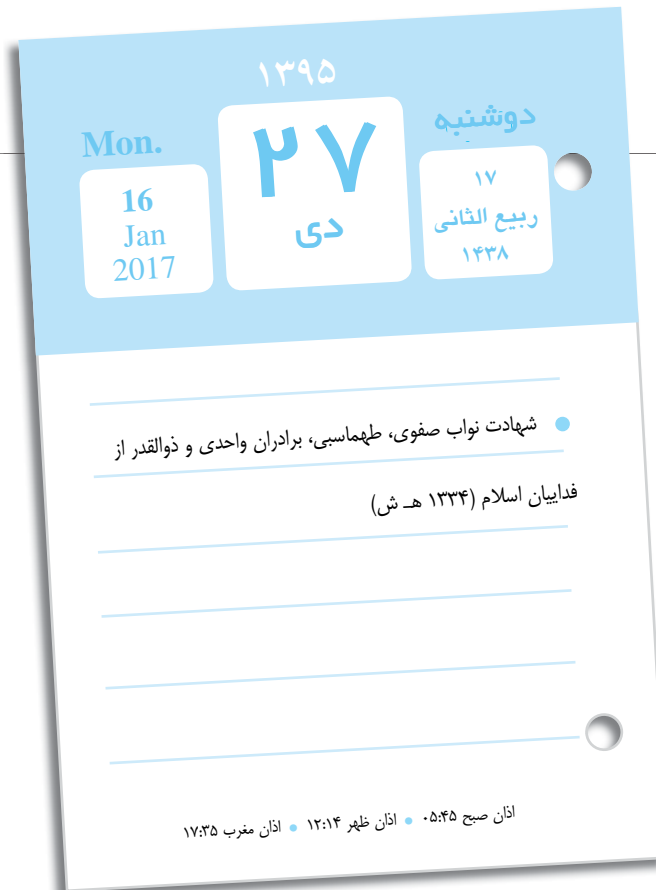 ۱۳۹۵
دوشنبه
۲۷
دی
Mon.
۱۷
ربیع الثانی
۱۴۳۸
16
Jan
2017
شهادت نواب صفوی، طهماسبی، برادران واحدی و ذوالقدر از
فداییان اسلام (۱۳۳۴ هـ ش)
اذان صبح ۰۵:۴۵ • اذان ظهر ۱۲:۱۴ • اذان مغرب ۱۷:۳۵